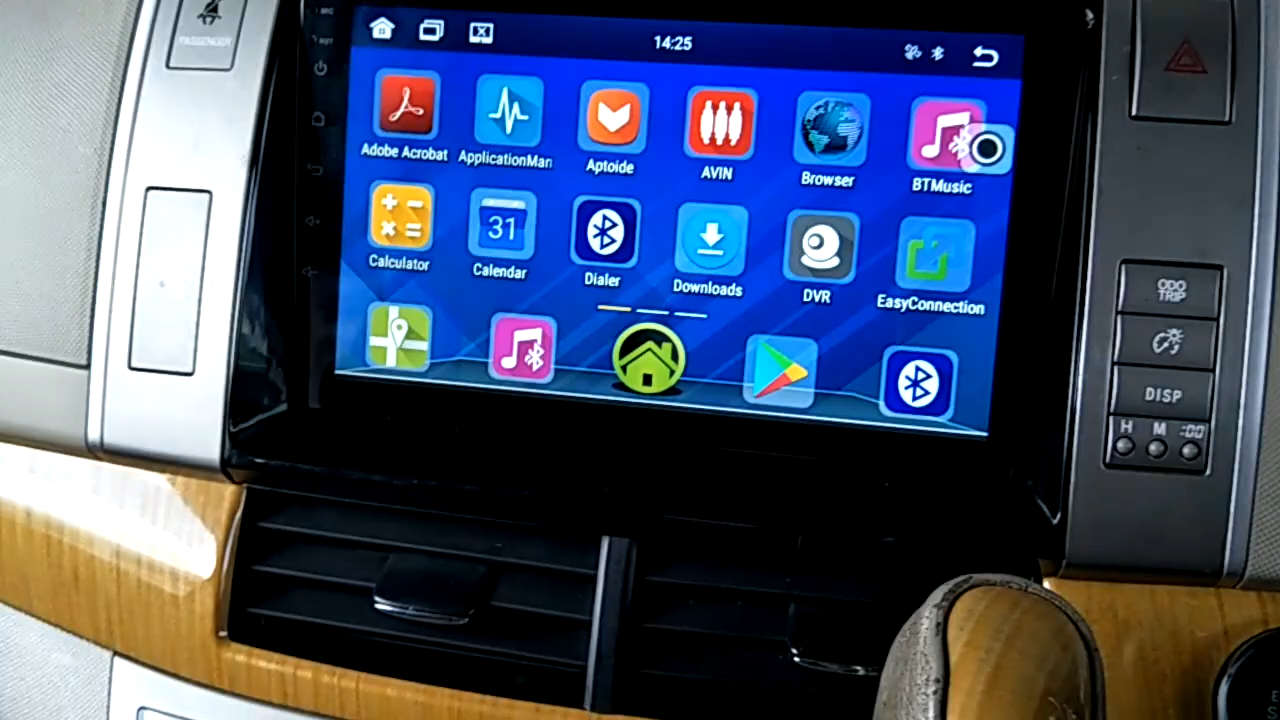 PASSENGER
14:25
Adobe Acrobat
ApplicationMan
Aptoide
AVIN
Browser
BTMusic
Calculator
31
Calendar
Dialer
Downloads
DVR
EasyConnection
ODO
TRIP
DISP
H M :00